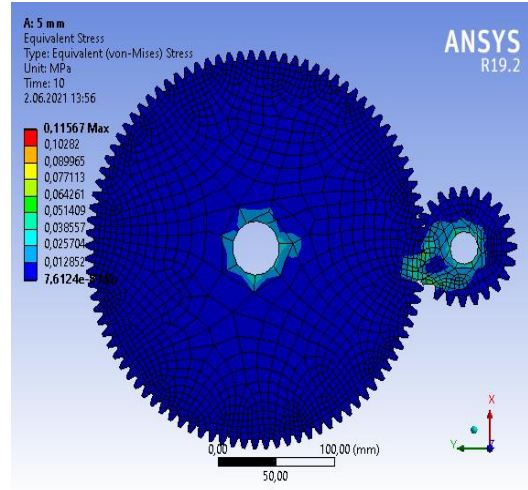 A: 5 mm
Equivalent Stress
Type: Equivalent (von-Mises) Stress
Unit: MPa
Time: 10
2.06.2021 13:56
ANSYS
R19.2
0,11567 Max
0,10282
0,089965
0,077113
0,064261
0,051409
0,038557
0,025704
0,012852
0,00
100,00 (mm)
50,00
X
Y
Z